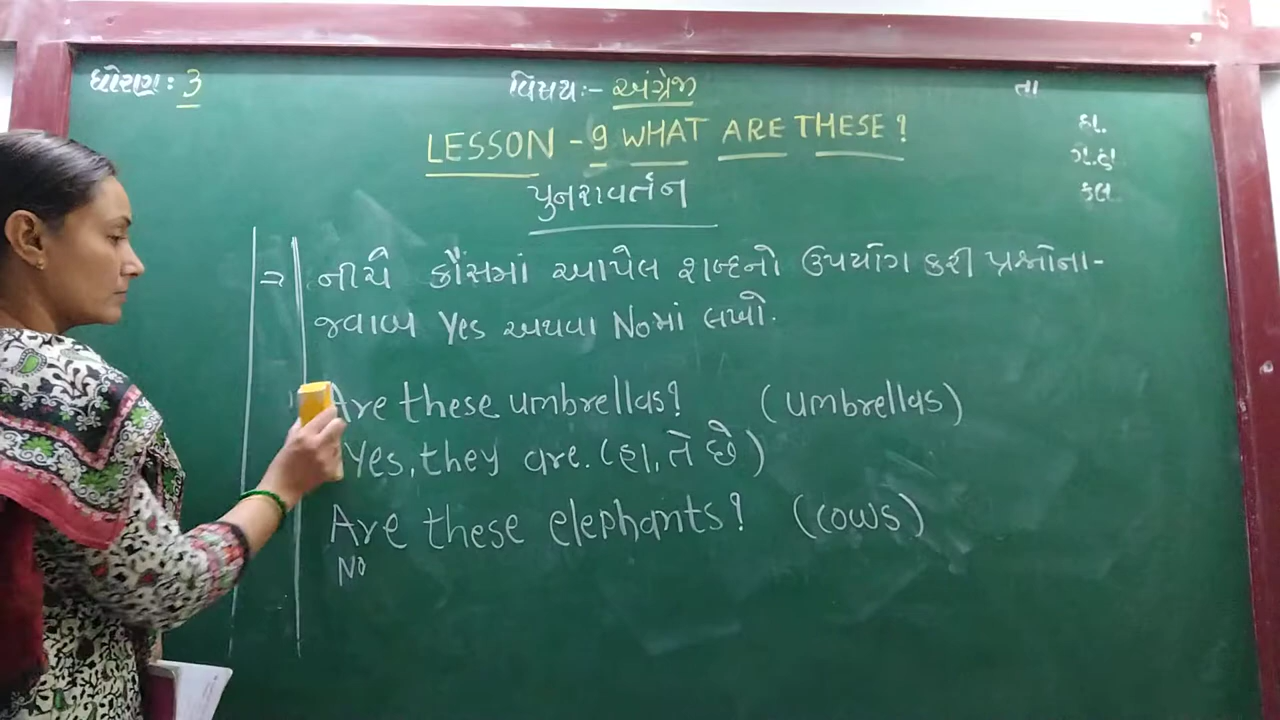 ધોરણ: 3
વિષય:- અંગ્રેજી
તા
હા.
ગે.હા
કુલ
LESSON - 9 WHAT ARE THESE?
પુનરાવર્તન
⇒ નીચે કૌંસમાં આપેલ શબ્દનો ઉપયોગ કરી પ્રશ્નોના-
જવાબ Yes અથવા No માં લખો.
Are these umbrellas? (umbrellas)
Yes, they are. (હા, તે છે)
Are these elephants? (cows)
No